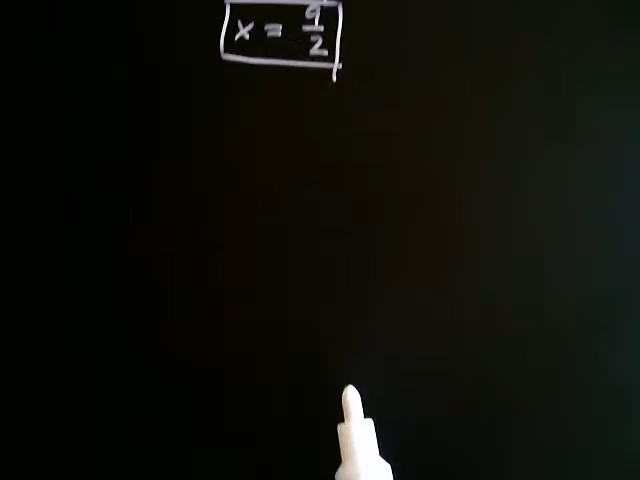 x = 9/2